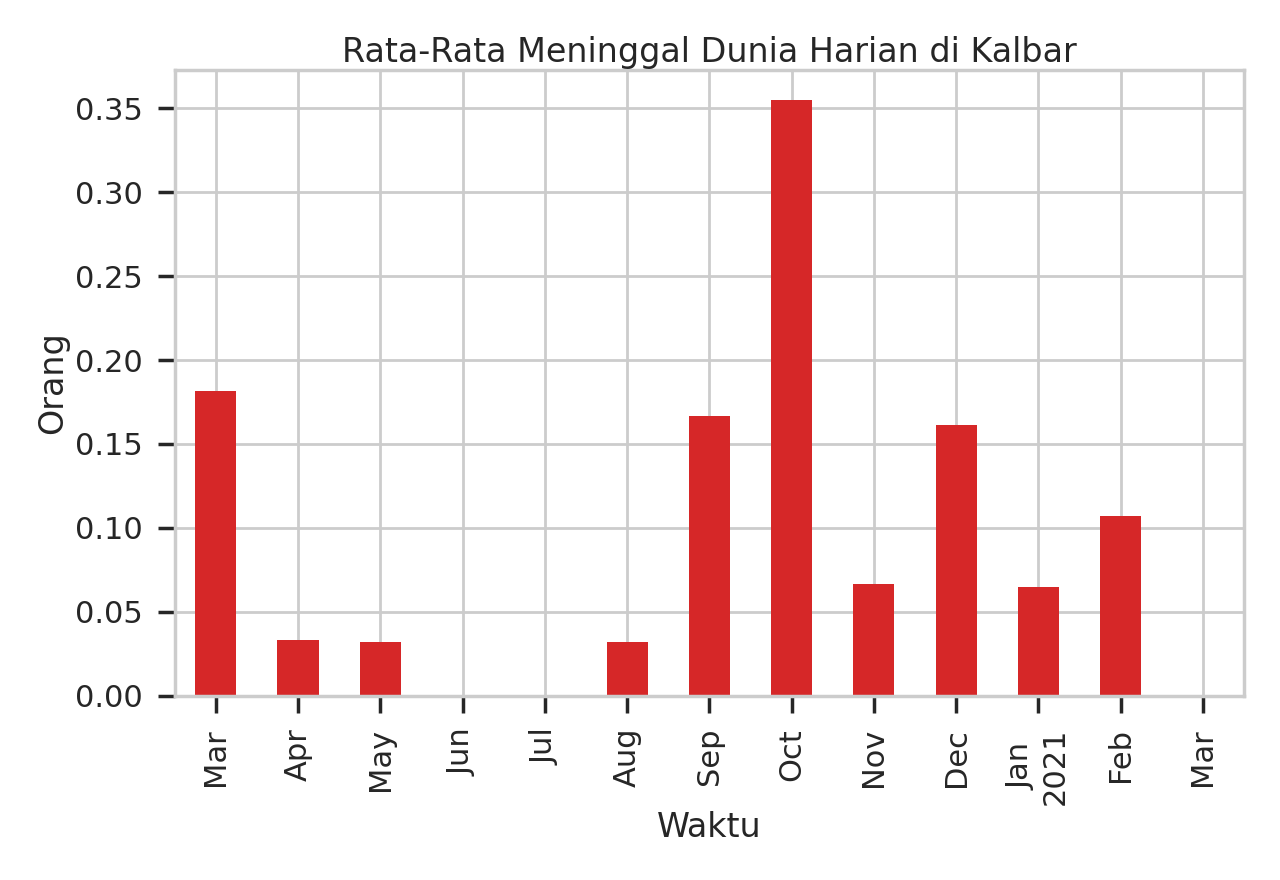 Rata-Rata Meninggal Dunia Harian di Kalbar
Orang
0.35
0.30
0.25
0.20
0.15
0.10
0.05
0.00
Mar
Apr
May
Jun
Jul
Aug
Sep
Oct
Nov
Dec
Jan
2021
Feb
Mar
Waktu